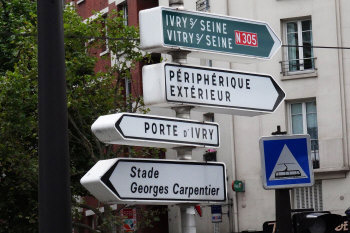 IVRY S/ SEINE
VITRY S/ SEINE
N305
PÉRIPHÉRIQUE
EXTÉRIEUR
PORTE D'IVRY
Stade
Georges Carpentier